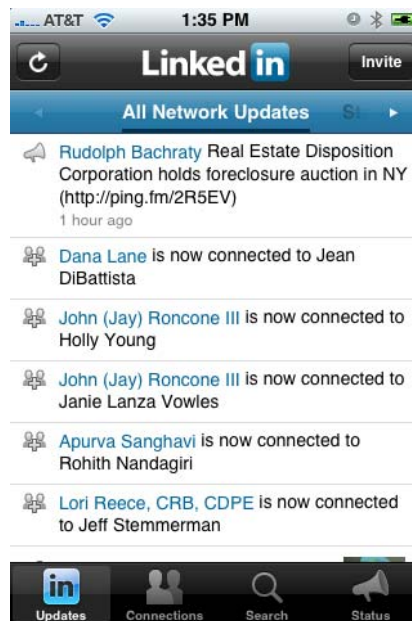 AT&T 1:35 PM
Linked in Invite
All Network Updates
Rudolph Bachraty Real Estate Disposition
Corporation holds foreclosure auction in NY
(http://ping.fm/2R5EV)
1 hour ago
Dana Lane is now connected to Jean
DiBattista
John (Jay) Roncone III is now connected to
Holly Young
John (Jay) Roncone III is now connected to
Janie Lanza Vowles
Apurva Sanghavi is now connected to
Rohith Nandagiri
Lori Reece, CRB, CDPE is now connected
to Jeff Stemmerman
in
Updates Connections Search Status